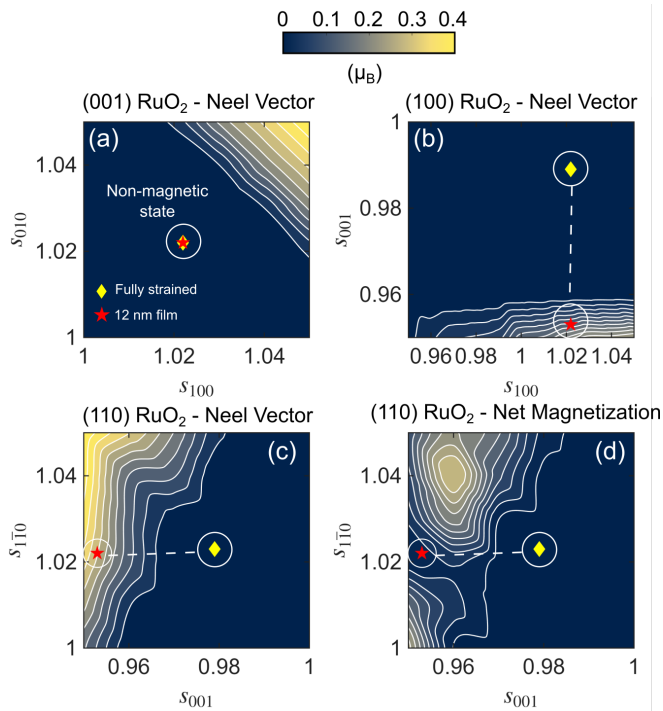 0 0.1 0.2 0.3 0.4
(μB)
(001) RuO2 - Neel Vector
(100) RuO2 - Neel Vector
(a)
Non-magnetic
state
Fully strained
12 nm film
1.04
1.02
1
s010
1 1.02 1.04
s100
(b)
1
0.98
0.96
s001
0.96 0.98 1 1.02 1.04
s100
(110) RuO2 - Neel Vector
(110) RuO2 - Net Magnetization
(c)
1.04
1.02
1
s11̅0
0.96 0.98 1
s001
(d)
1.04
1.02
1
s11̅0
0.96 0.98 1
s001